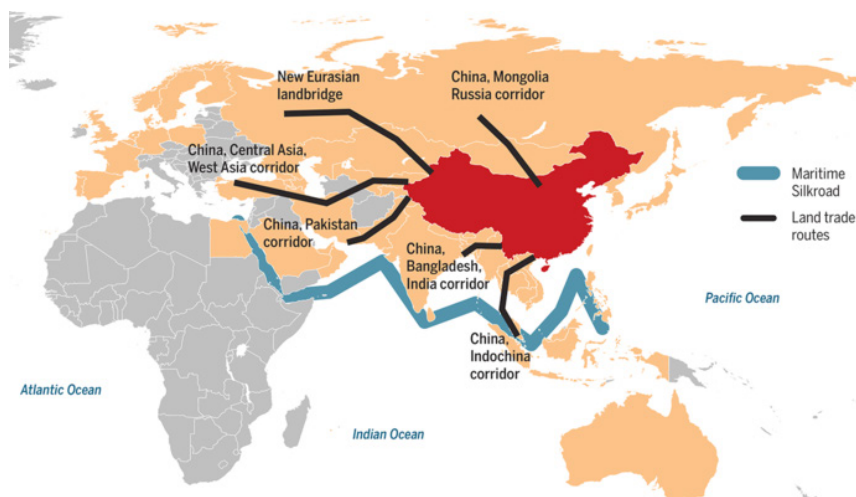 New Eurasian
landbridge
China, Mongolia
Russia corridor
China, Central Asia,
West Asia corridor
Maritime
Silkroad
Land trade
routes
China, Pakistan
corridor
China,
Bangladesh,
India corridor
Pacific Ocean
China,
Indochina
corridor
Atlantic Ocean
Indian Ocean